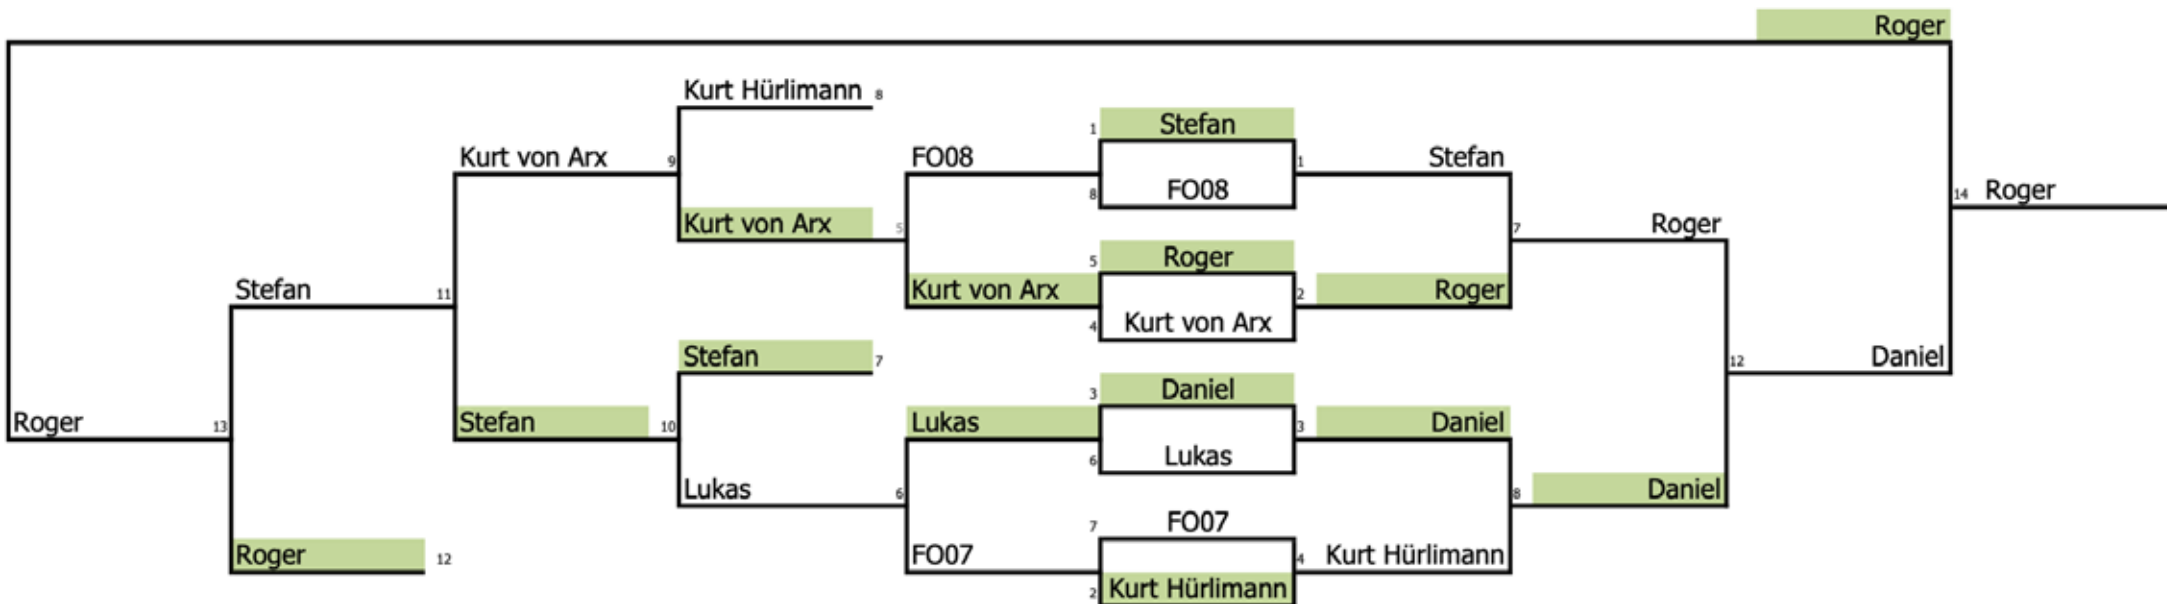 Roger
Kurt Hürlimann 8
1 Stefan
Kurt von Arx 9 FO08 1 Stefan
8 FO08 14 Roger
Kurt von Arx 5 7 Roger
5 Roger
Stefan 11 Kurt von Arx 2 Roger
4 Kurt von Arx
Stefan 7 12 Daniel
3 Daniel
Roger 13 Stefan 10 Lukas 3 Daniel
6 Lukas
Lukas 6 8 Daniel
7 FO07
Roger 12 FO07 4 Kurt Hürlimann
2 Kurt Hürlimann